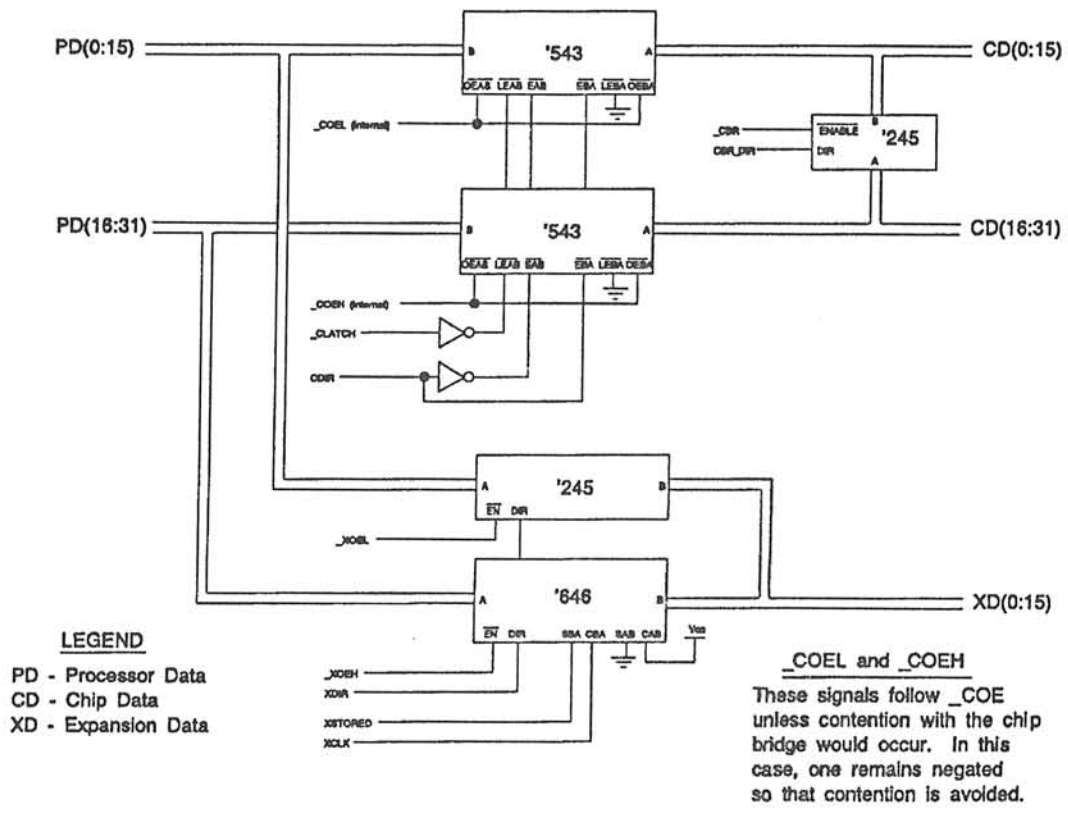 PD(0:15)
B
'543
A
CD(0:15)
OEAB LEAB EAB EBA LEBA OEBA
_COEL (internal)
_CBR
CBR_DIR
B
ENABLE
DIR
'245
A
PD(16:31)
B
'543
A
CD(16:31)
OEAB LEAB EAB EBA LEBA OEBA
_COEH (internal)
_CLATCH
CDIR
A
'245
B
EN DIR
_XOEL
A
'646
B
XD(0:15)
EN DIR SBA CBA SAB CAB
Vcc
_XOEH
XDIR
XSTORED
XCLK
LEGEND
PD - Processor Data
CD - Chip Data
XD - Expansion Data
_COEL and _COEH
These signals follow _COE
unless contention with the chip
bridge would occur. In this
case, one remains negated
so that contention is avoided.